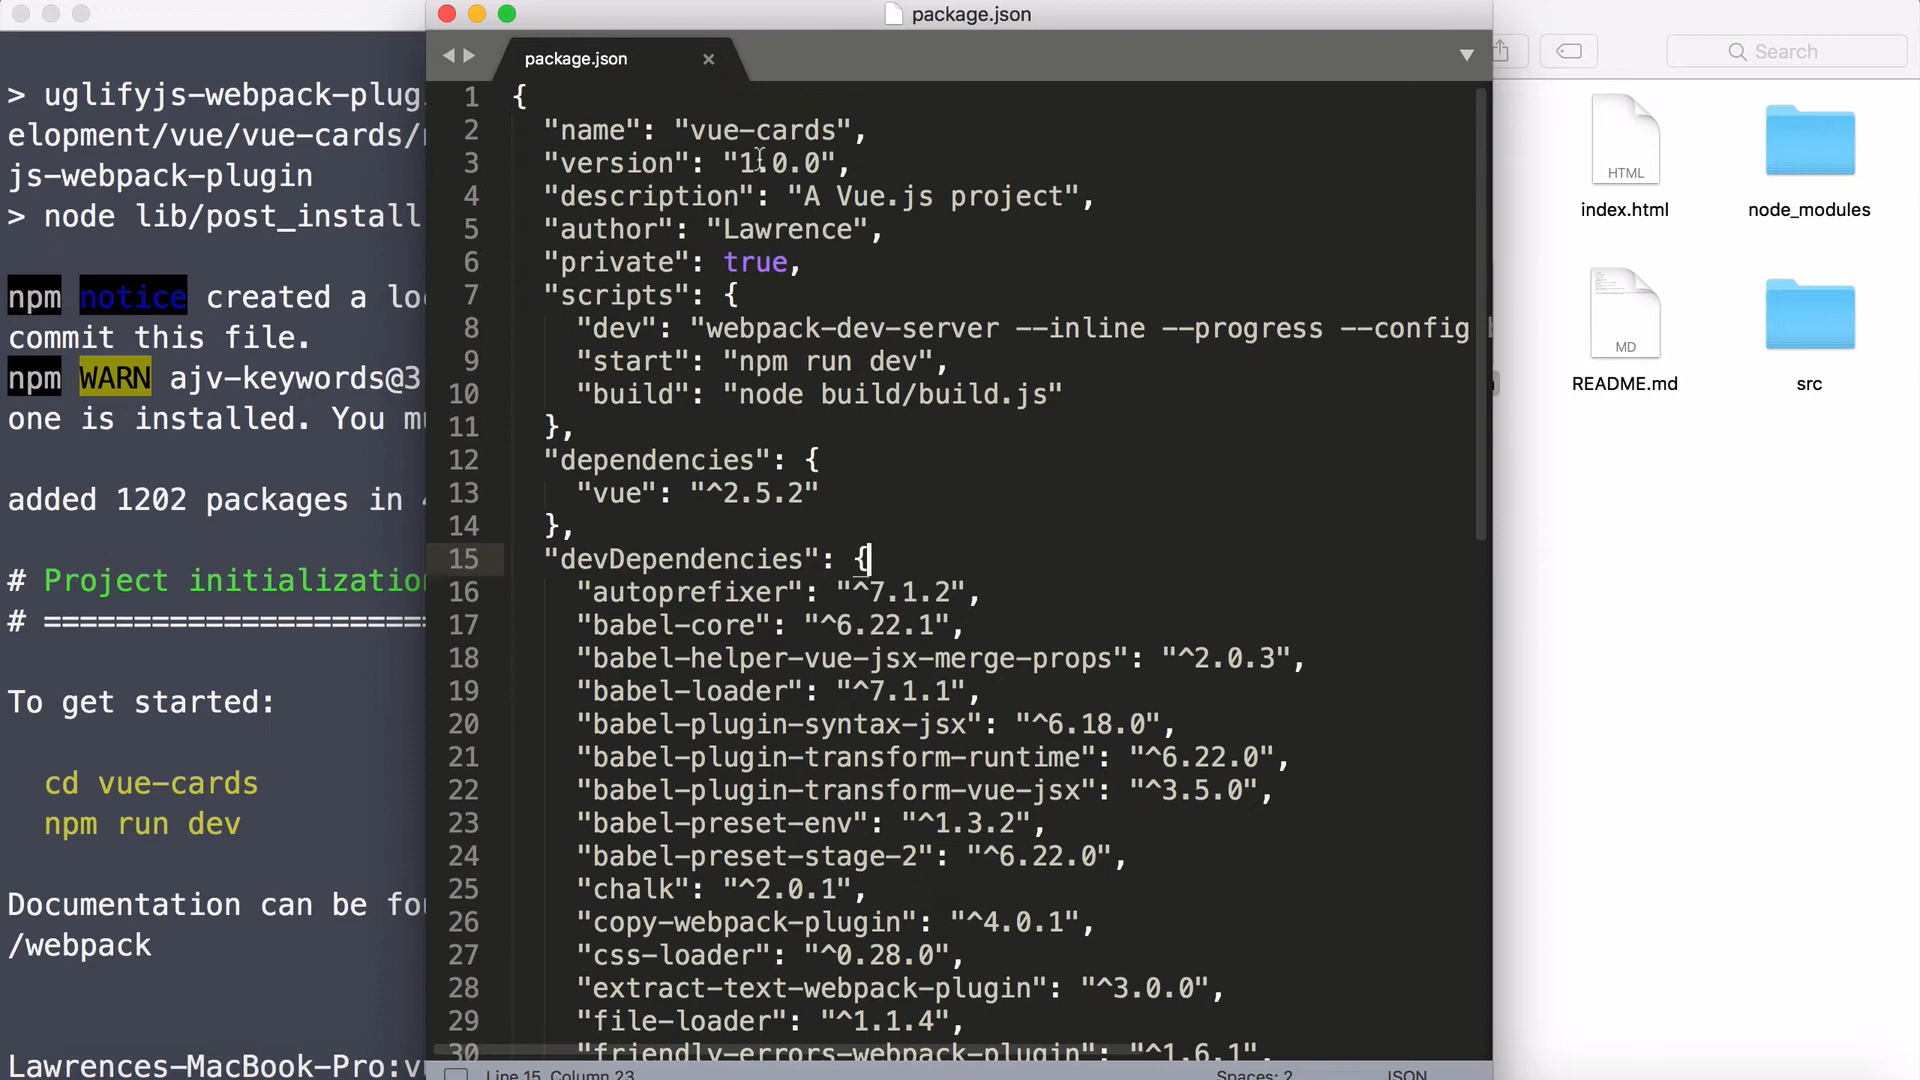 > uglifyjs-webpack-plug
elopment/vue/vue-cards/
js-webpack-plugin
> node lib/post_install
npm notice created a lo
commit this file.
npm WARN ajv-keywords@3
one is installed. You m
added 1202 packages in
# Project initializatio
# =====================
To get started:
cd vue-cards
npm run dev
Documentation can be fo
/webpack
Lawrences-MacBook-Pro:v
package.json
package.json ×
1 {
2 "name": "vue-cards",
3 "version": "1.0.0",
4 "description": "A Vue.js project",
5 "author": "Lawrence",
6 "private": true,
7 "scripts": {
8 "dev": "webpack-dev-server --inline --progress --config
9 "start": "npm run dev",
10 "build": "node build/build.js"
11 },
12 "dependencies": {
13 "vue": "^2.5.2"
14 },
15 "devDependencies": {
16 "autoprefixer": "^7.1.2",
17 "babel-core": "^6.22.1",
18 "babel-helper-vue-jsx-merge-props": "^2.0.3",
19 "babel-loader": "^7.1.1",
20 "babel-plugin-syntax-jsx": "^6.18.0",
21 "babel-plugin-transform-runtime": "^6.22.0",
22 "babel-plugin-transform-vue-jsx": "^3.5.0",
23 "babel-preset-env": "^1.3.2",
24 "babel-preset-stage-2": "^6.22.0",
25 "chalk": "^2.0.1",
26 "copy-webpack-plugin": "^4.0.1",
27 "css-loader": "^0.28.0",
28 "extract-text-webpack-plugin": "^3.0.0",
29 "file-loader": "^1.1.4",
30 "friendly-errors-webpack-plugin": "^1.6.1",
Line 15, Column 23
Spaces: 2
JSON
Search
HTML
index.html
node_modules
MD
README.md
src